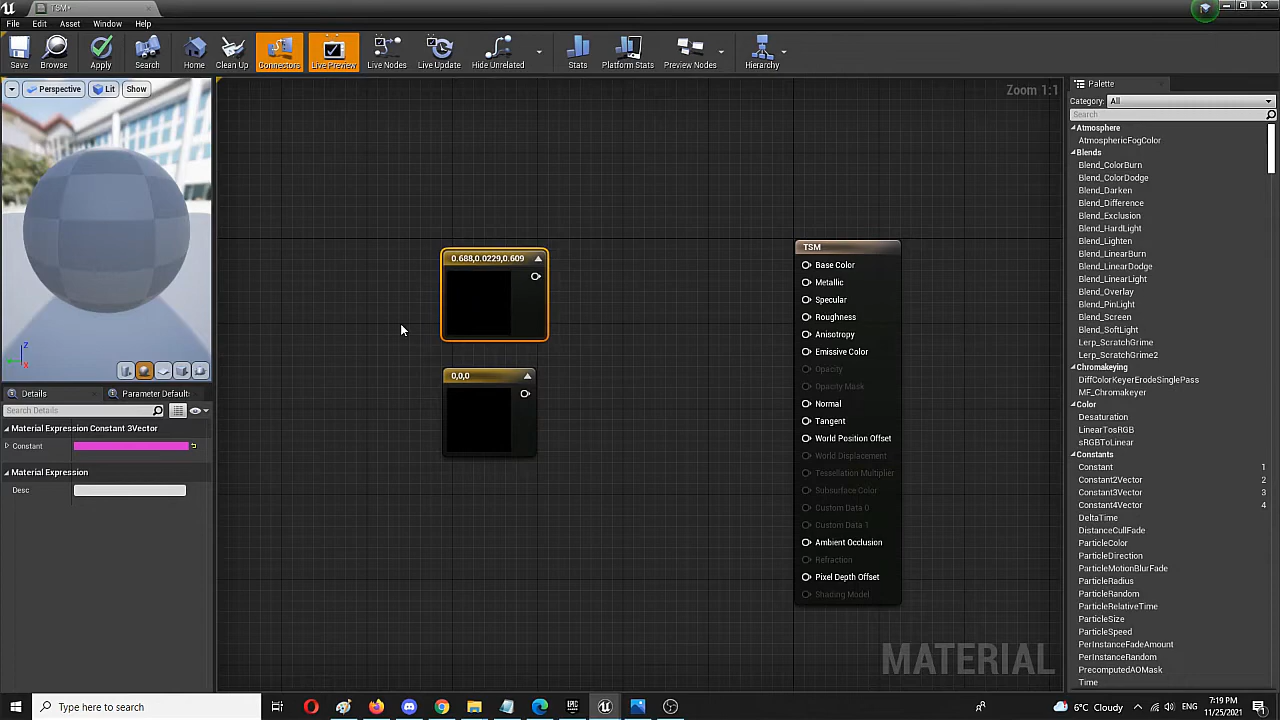 TSM*
File Edit Asset Window Help
Save Browse Apply Search Home Clean Up Connectors Live Preview Live Nodes Live Update Hide Unrelated Stats Platform Stats Preview Nodes Hierarchy
Perspective Lit Show
Z
X
Details Parameter Default
Search Details
Material Expression Constant 3Vector
Constant
Material Expression
Desc
Zoom 1:1
0.688,0.0229,0.609
0,0,0
TSM
Base Color
Metallic
Specular
Roughness
Anisotropy
Emissive Color
Opacity
Opacity Mask
Normal
Tangent
World Position Offset
World Displacement
Tessellation Multiplier
Subsurface Color
Custom Data 0
Custom Data 1
Ambient Occlusion
Refraction
Pixel Depth Offset
Shading Model
MATERIAL
Palette
Category: All
Search
Atmosphere
AtmosphericFogColor
Blends
Blend_ColorBurn
Blend_ColorDodge
Blend_Darken
Blend_Difference
Blend_Exclusion
Blend_HardLight
Blend_Lighten
Blend_LinearBurn
Blend_LinearDodge
Blend_LinearLight
Blend_Overlay
Blend_PinLight
Blend_Screen
Blend_SoftLight
Lerp_ScratchGrime
Lerp_ScratchGrime2
Chromakeying
DiffColorKeyerErodeSinglePass
MF_Chromakeyer
Color
Desaturation
LinearTosRGB
sRGBToLinear
Constants
Constant 1
Constant2Vector 2
Constant3Vector 3
Constant4Vector 4
DeltaTime
DistanceCullFade
ParticleColor
ParticleDirection
ParticleMotionBlurFade
ParticleRadius
ParticleRandom
ParticleRelativeTime
ParticleSize
ParticleSpeed
PerInstanceFadeAmount
PerInstanceRandom
PrecomputedAOMask
Time
Type here to search
6°C Cloudy
ENG
7:19 PM
11/25/2021